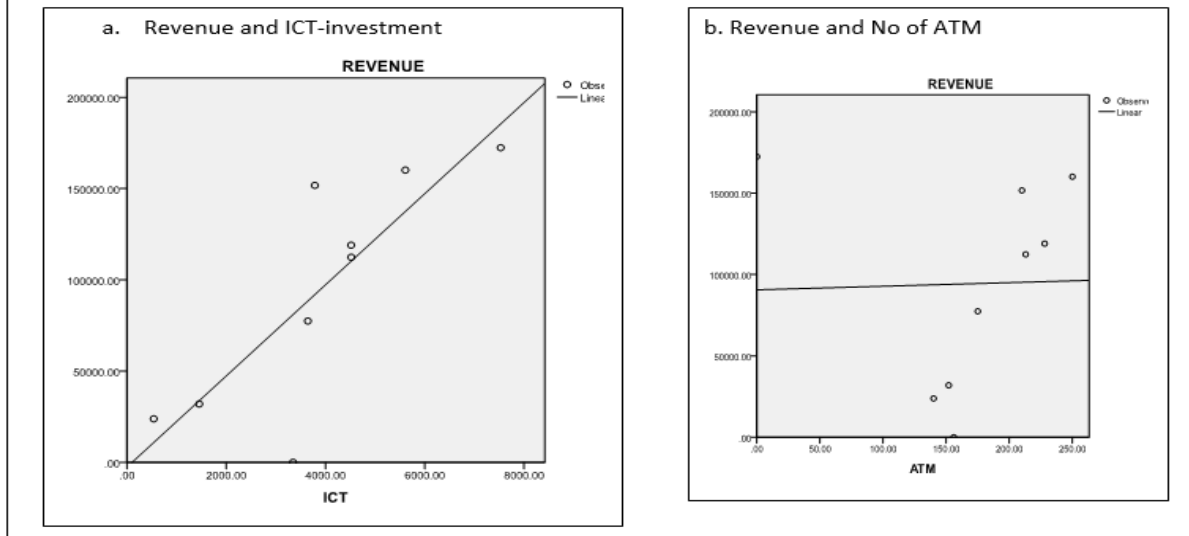 a. Revenue and ICT-investment
REVENUE
Obse
Linea
200000.00
150000.00
100000.00
50000.00
.00
.00 2000.00 4000.00 6000.00 8000.00
ICT
b. Revenue and No of ATM
REVENUE
Observ
Linear
200000.00
150000.00
100000.00
50000.00
.00
.00 50.00 100.00 150.00 200.00 250.00
ATM